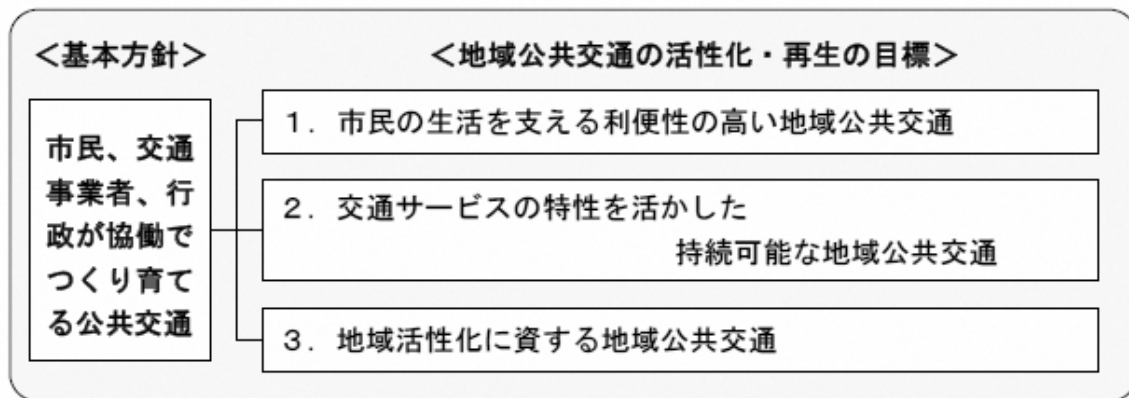 ＜基本方針＞
＜地域公共交通の活性化・再生の目標＞
市民、交通
事業者、行
政が協働で
つくり育て
る公共交通
１．市民の生活を支える利便性の高い地域公共交通
２．交通サービスの特性を活かした
持続可能な地域公共交通
３．地域活性化に資する地域公共交通